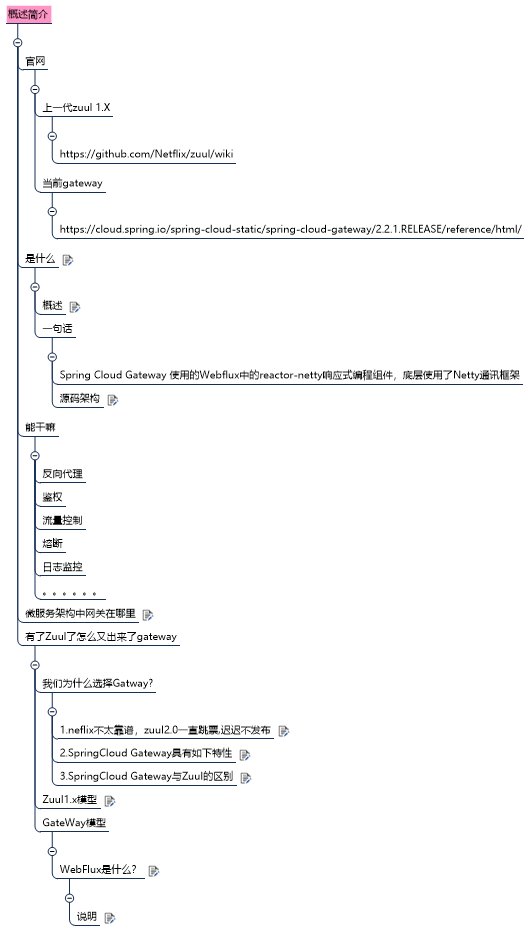 概述简介
官网
上一代zuul 1.X
https://github.com/Netflix/zuul/wiki
当前gateway
https://cloud.spring.io/spring-cloud-static/spring-cloud-gateway/2.2.1.RELEASE/reference/html/
是什么
概述
一句话
Spring Cloud Gateway 使用的Webflux中的reactor-netty响应式编程组件，底层使用了Netty通讯框架
源码架构
能干嘛
反向代理
鉴权
流量控制
熔断
日志监控
。。。。。。
微服务架构中网关在哪里
有了Zuul了怎么又出来了gateway
我们为什么选择Gatway?
1.neflix不太靠谱，zuul2.0一直跳票,迟迟不发布
2.SpringCloud Gateway具有如下特性
3.SpringCloud Gateway与Zuul的区别
Zuul1.x模型
GateWay模型
WebFlux是什么?
说明